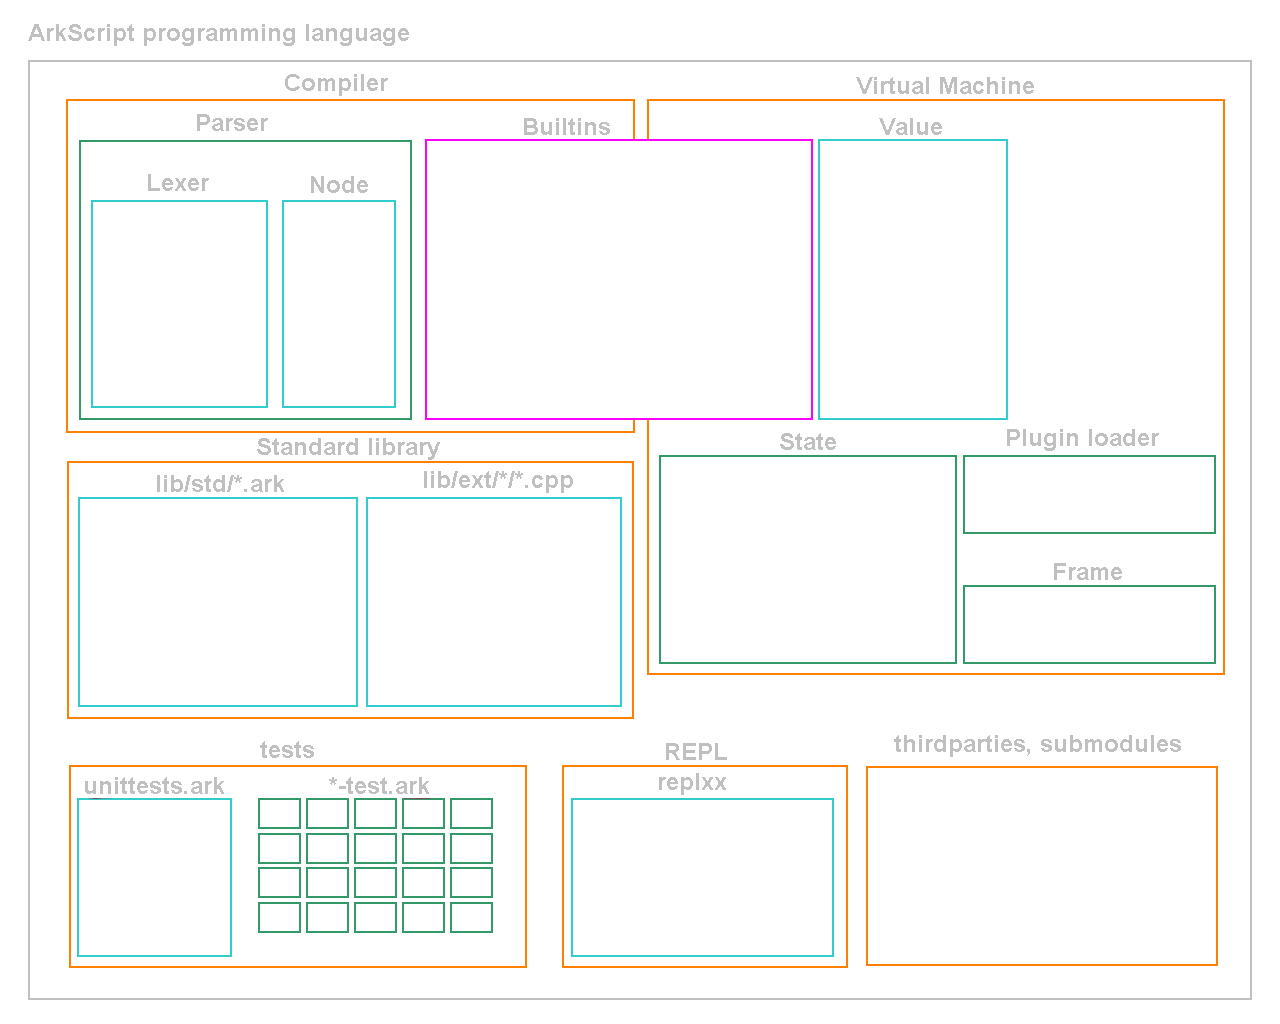 ArkScript programming language
Compiler
Virtual Machine
Parser
Builtins
Value
Lexer
Node
Standard library
State
Plugin loader
lib/std/*.ark
lib/ext/*/*.cpp
Frame
tests
REPL
thirdparties, submodules
unittests.ark
*-test.ark
replxx